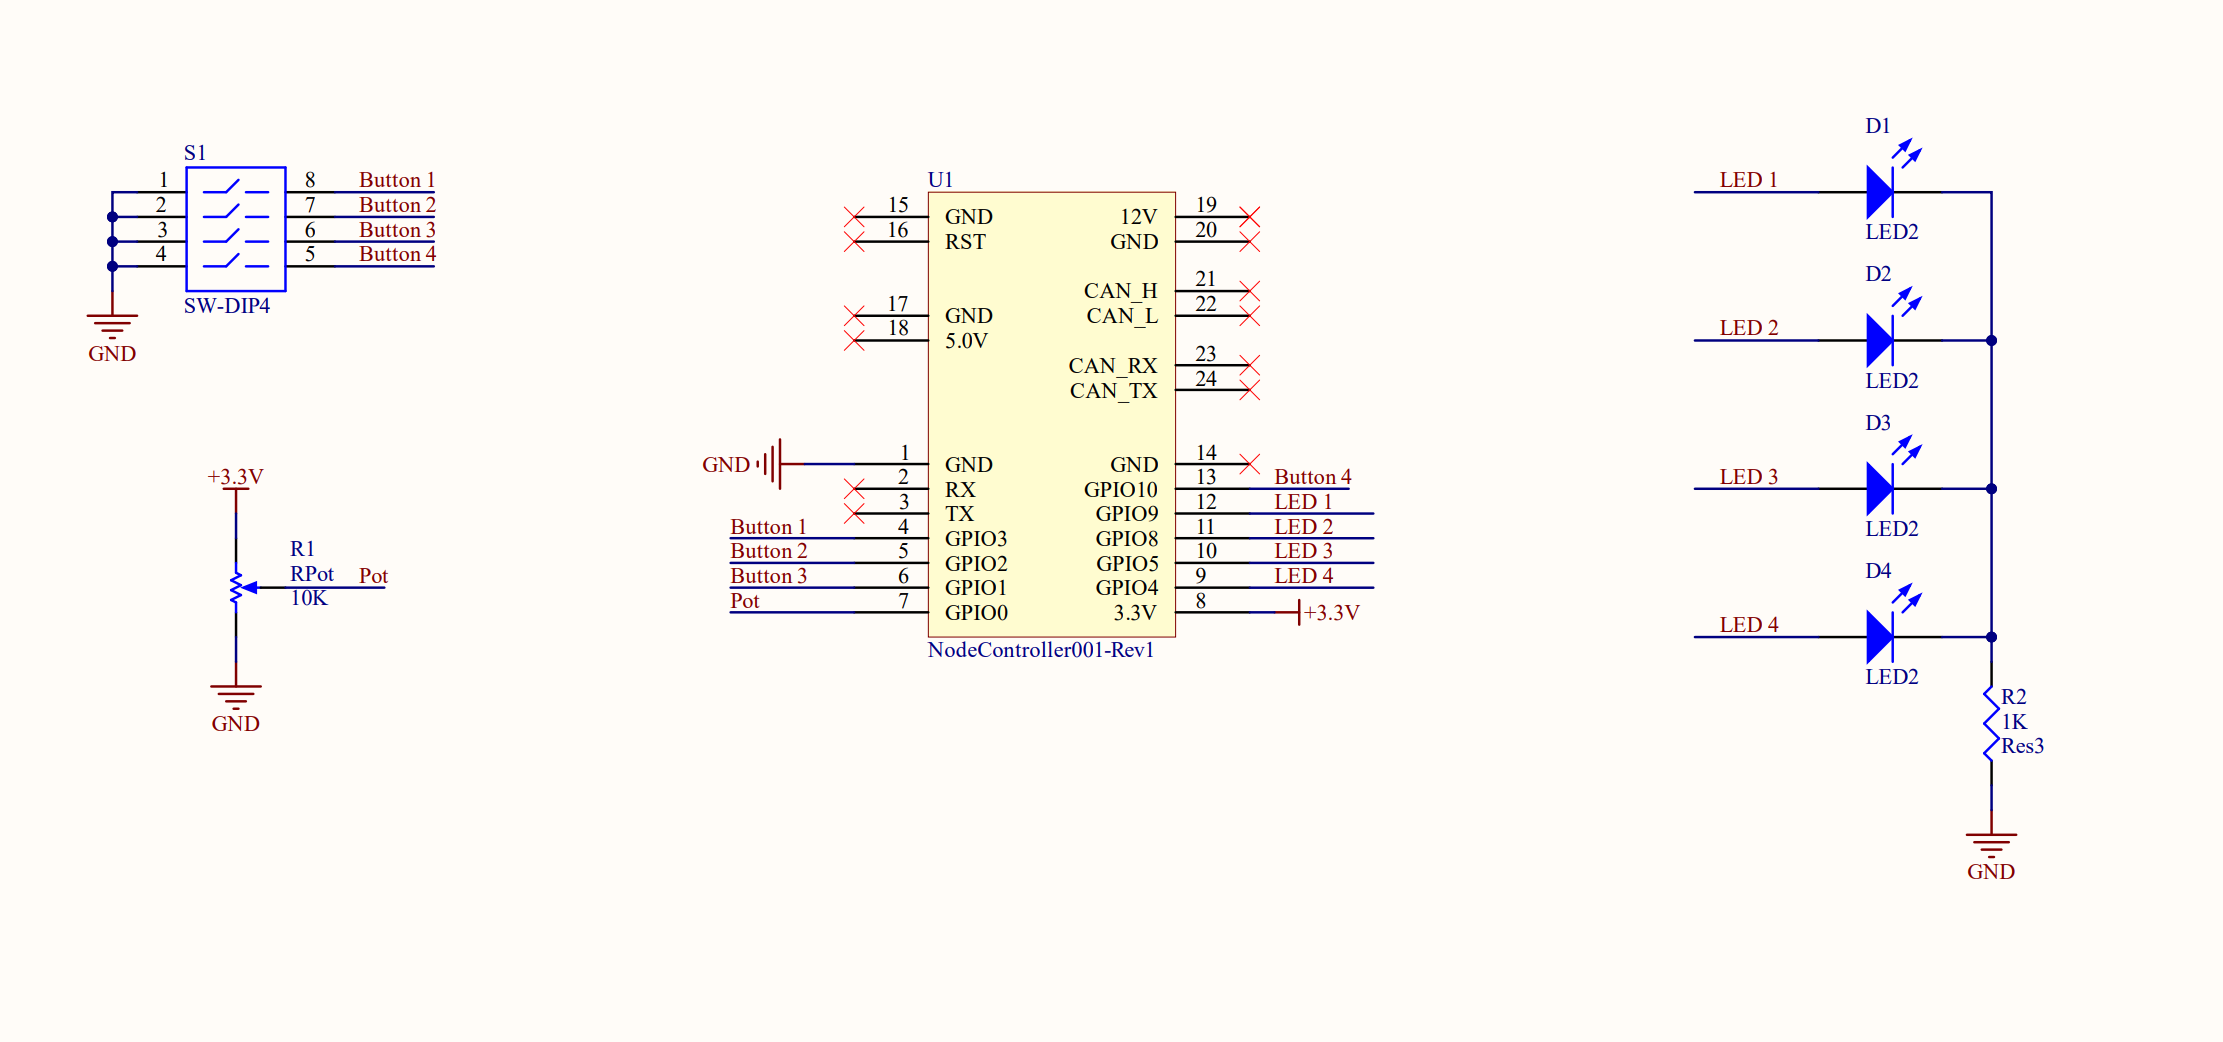 S1
1 8 Button 1
2 7 Button 2
3 6 Button 3
4 5 Button 4
SW-DIP4
GND
+3.3V
R1
RPot
10K
Pot
GND
U1
15 GND 12V 19
16 RST GND 20
CAN_H 21
17 GND CAN_L 22
18 5.0V
CAN_RX 23
CAN_TX 24
GND 1 GND GND 14
2 RX GPIO10 13 Button 4
3 TX GPIO9 12 LED 1
Button 1 4 GPIO3 GPIO8 11 LED 2
Button 2 5 GPIO2 GPIO5 10 LED 3
Button 3 6 GPIO1 GPIO4 9 LED 4
Pot 7 GPIO0 3.3V 8 +3.3V
NodeController001-Rev1
D1
LED 1
LED2
D2
LED 2
LED2
D3
LED 3
LED2
D4
LED 4
LED2
R2
1K
Res3
GND